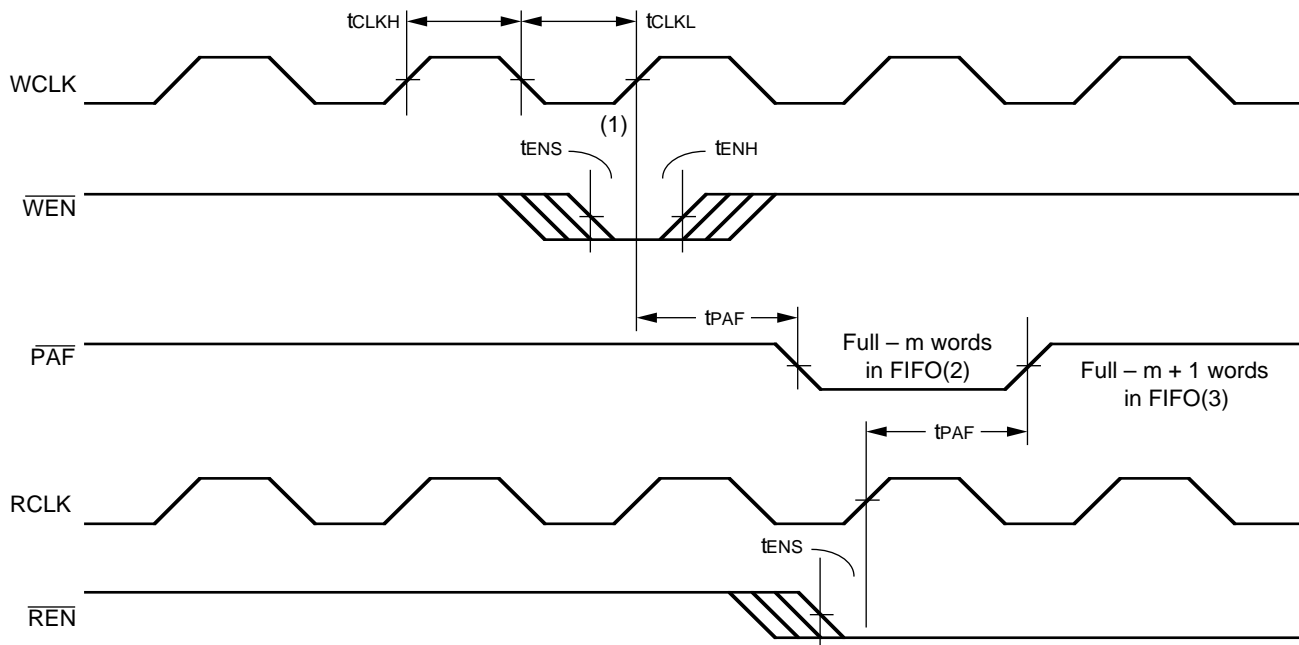 tCLKH
tCLKL
WCLK
(1)
tENS
tENH
WEN
tPAF
PAF
Full – m words
in FIFO(2)
Full – m + 1 words
in FIFO(3)
tPAF
RCLK
tENS
REN